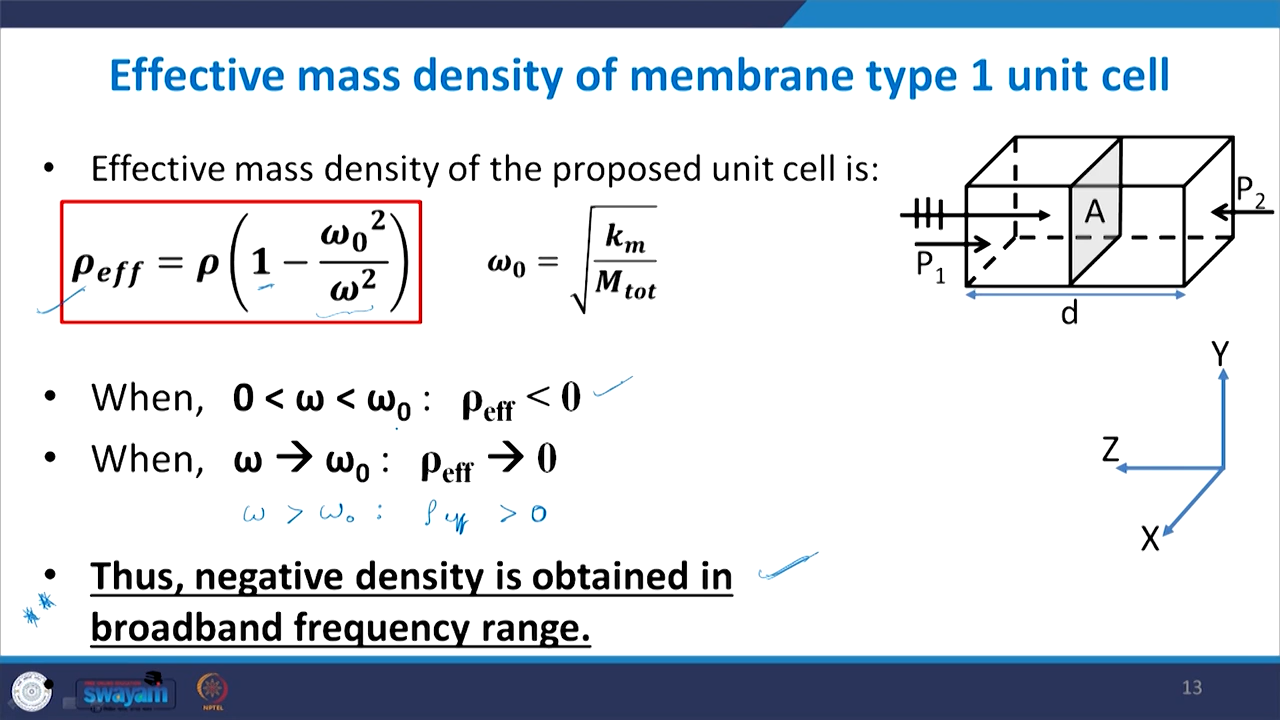 Effective mass density of membrane type 1 unit cell
• Effective mass density of the proposed unit cell is:
ρ_eff = ρ(1 − ω₀²/ω²)
ω₀ = √(k_m/M_tot)
P₁
A
P₂
d
• When, 0 < ω < ω₀ : ρ_eff < 0
• When, ω → ω₀ : ρ_eff → 0
ω > ω₀ : ρ_eff > 0
Y
Z
X
• Thus, negative density is obtained in
broadband frequency range.
swayam
NPTEL
13